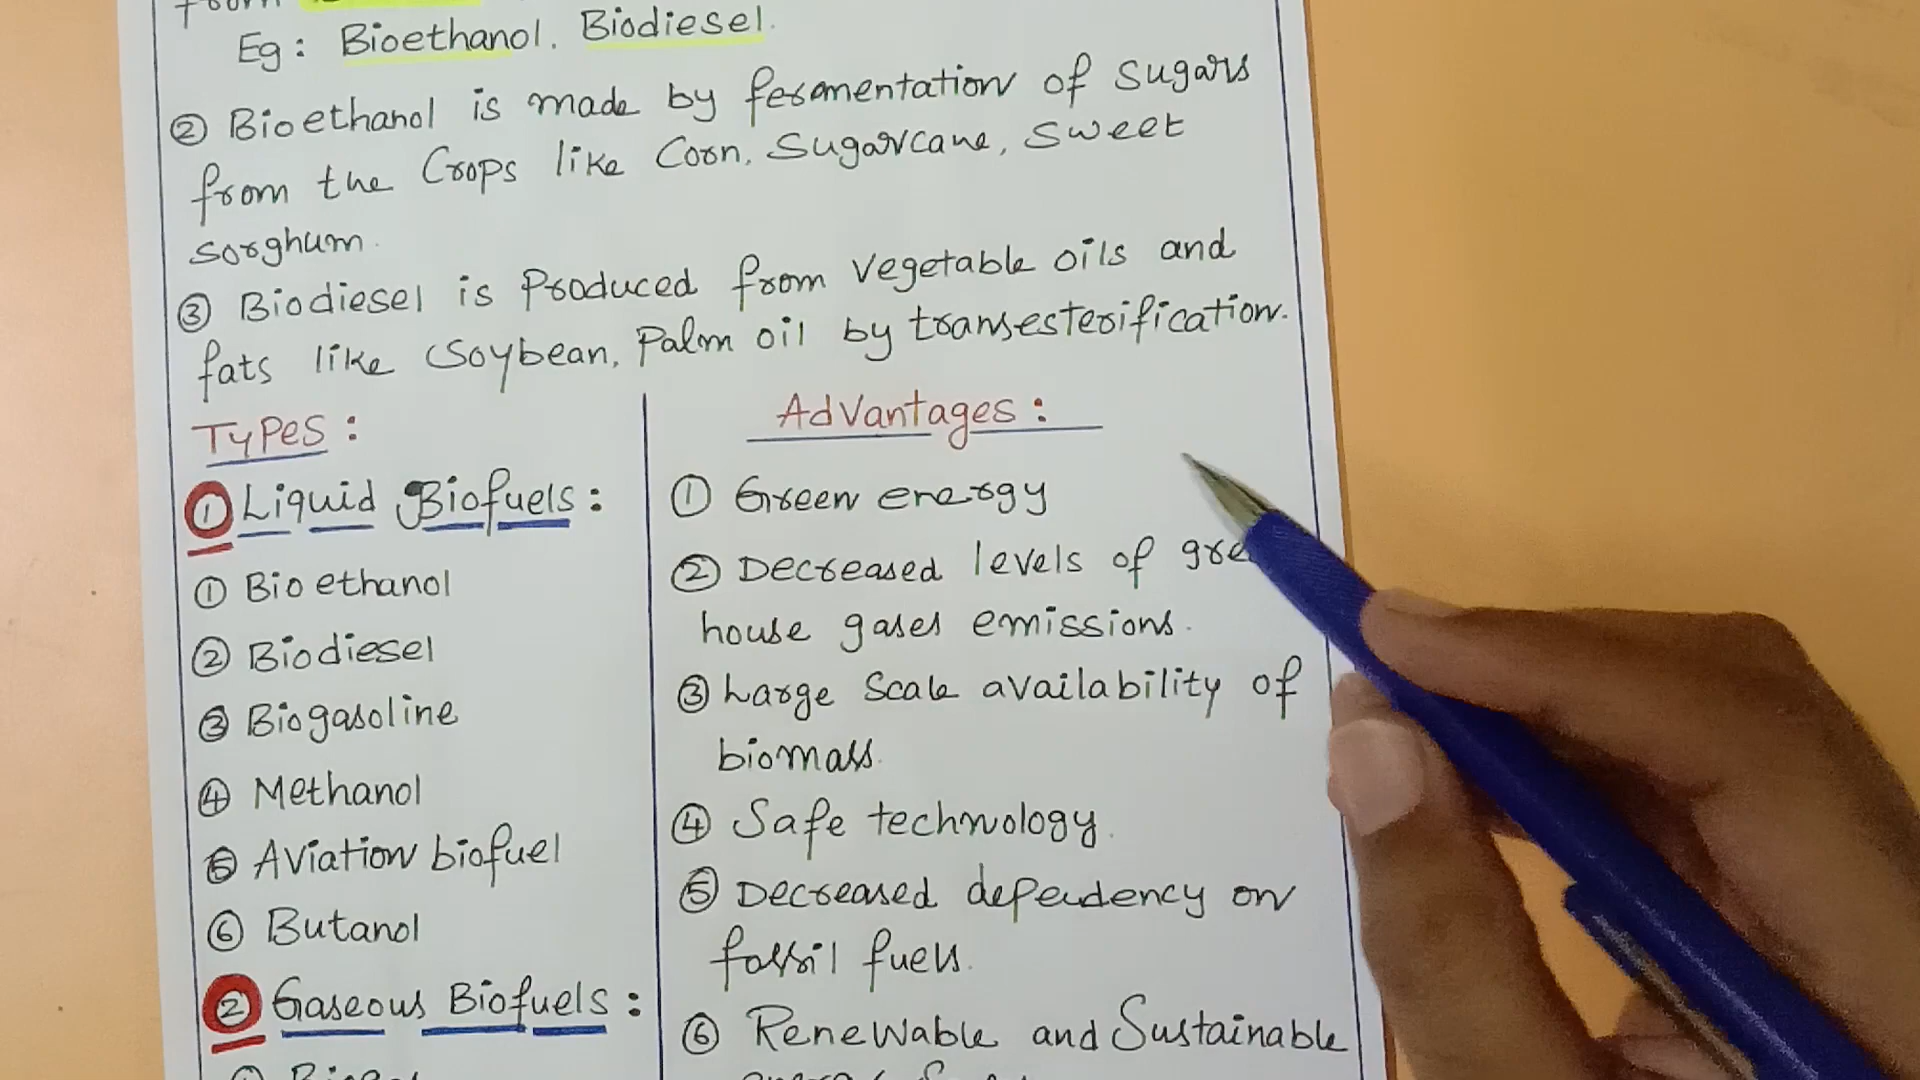 Eg: Bioethanol. Biodiesel.
② Bioethanol is made by fermentation of sugars
from the Crops like Corn, Sugarcane, Sweet
sorghum.
③ Biodiesel is Produced from vegetable oils and
fats like Soybean, Palm oil by transesterification.
Types:
① Liquid Biofuels:
① Bioethanol
② Biodiesel
③ Biogasoline
④ Methanol
⑤ Aviation biofuel
⑥ Butanol
② Gaseous Biofuels:
Advantages:
① Green energy
② Decreased levels of
house gases emissions.
③ Large Scale availability of
biomass.
④ Safe technology.
⑤ Decreased dependency on
fossil fuels.
⑥ Renewable and Sustainable